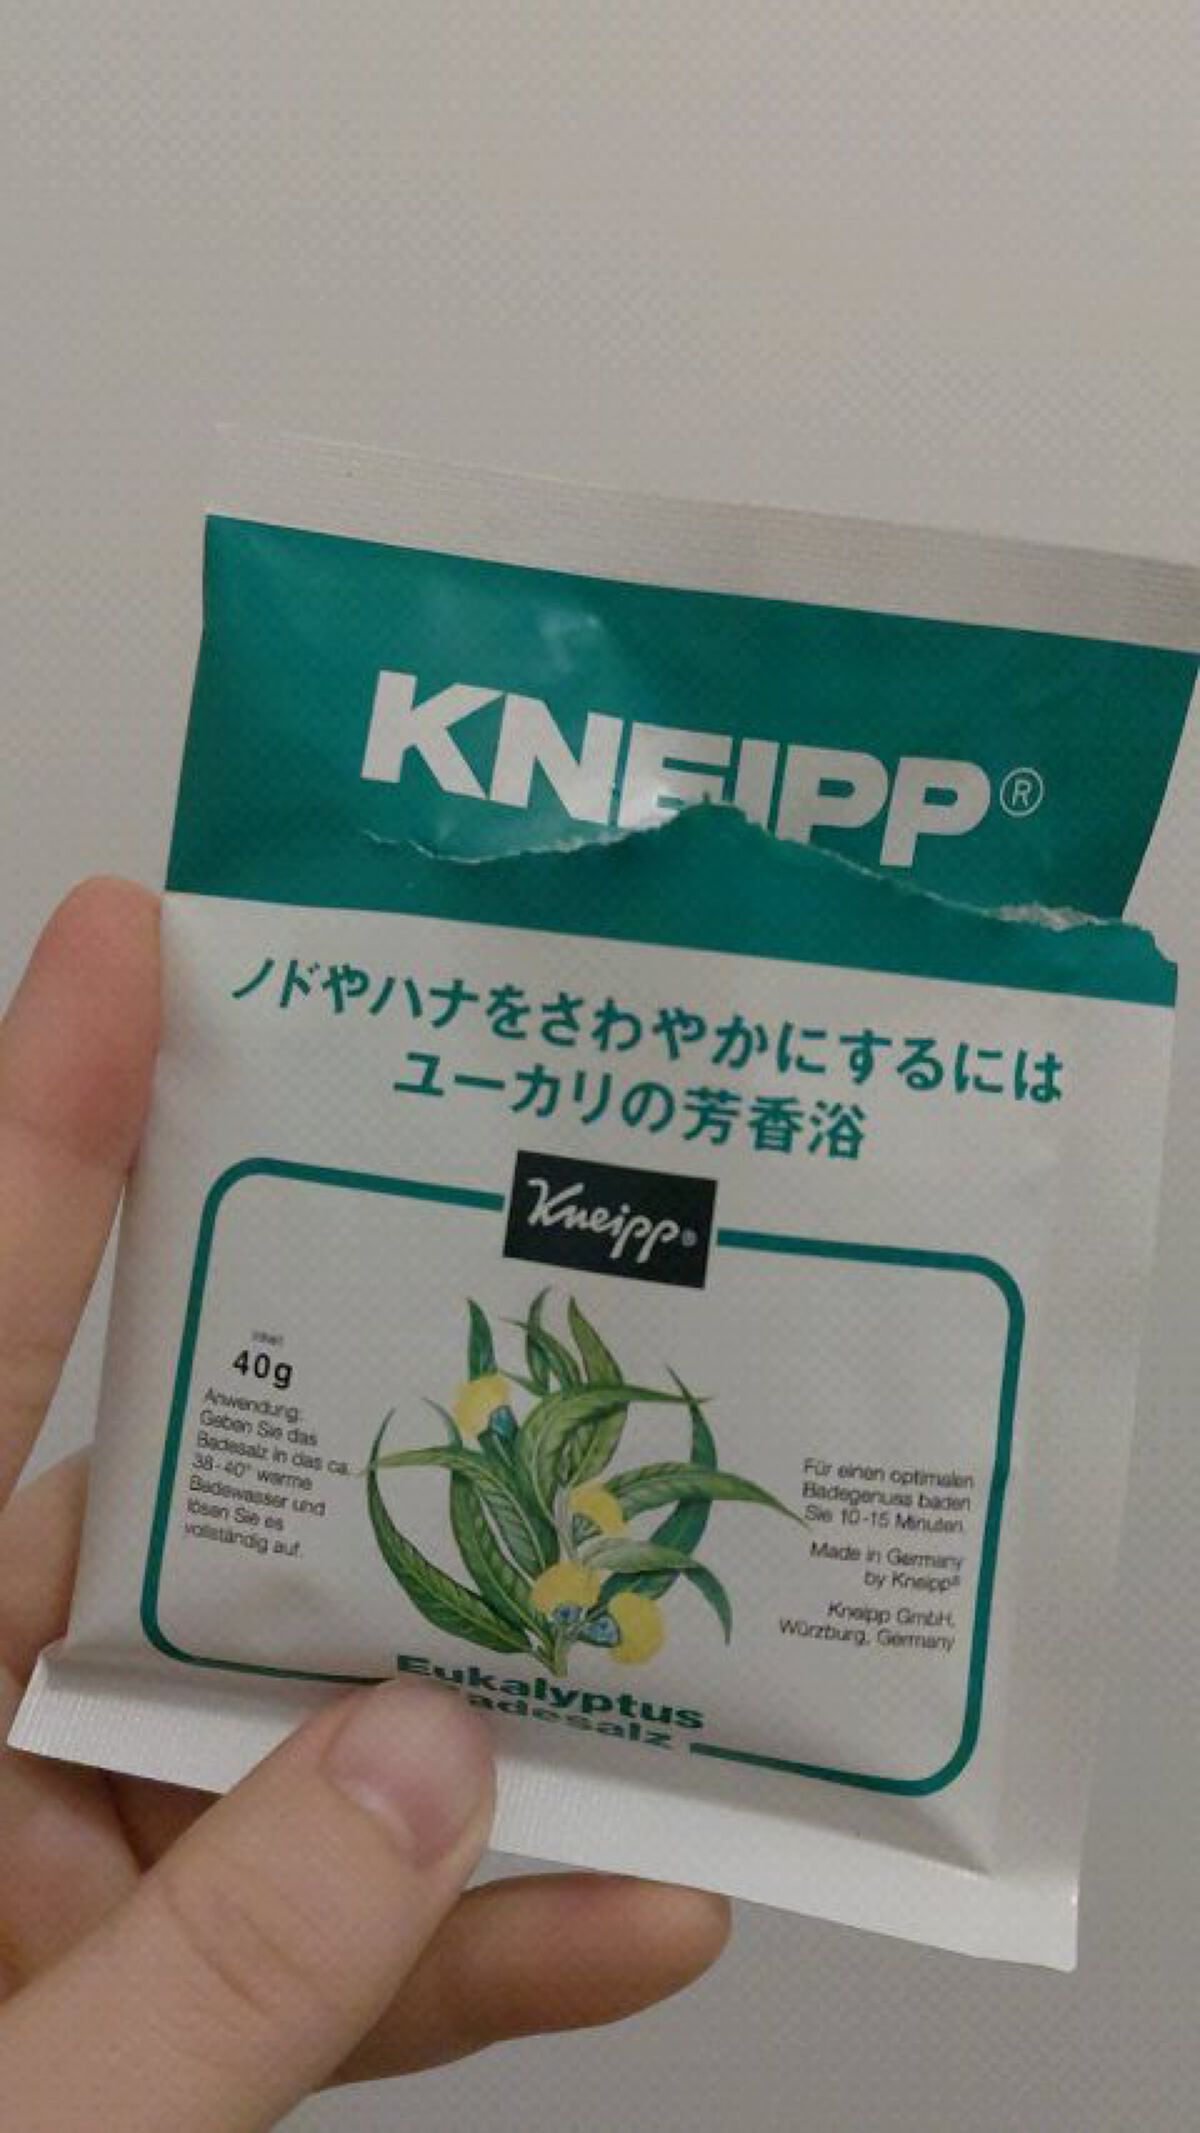 KNEIPP®
ノドやハナをさわやかにするには
ユーカリの芳香浴
Kneipp®
Inhalt
40g
Anwendung:
Geben Sie das
Badesalz in das ca.
38-40° warme
Badewasser und
lösen Sie es
vollständig auf.
Für einen optimalen
Badegenuss baden
Sie 10-15 Minuten.
Made in Germany
by Kneipp®
Kneipp GmbH,
Würzburg, Germany
Eukalyptus
adesalz